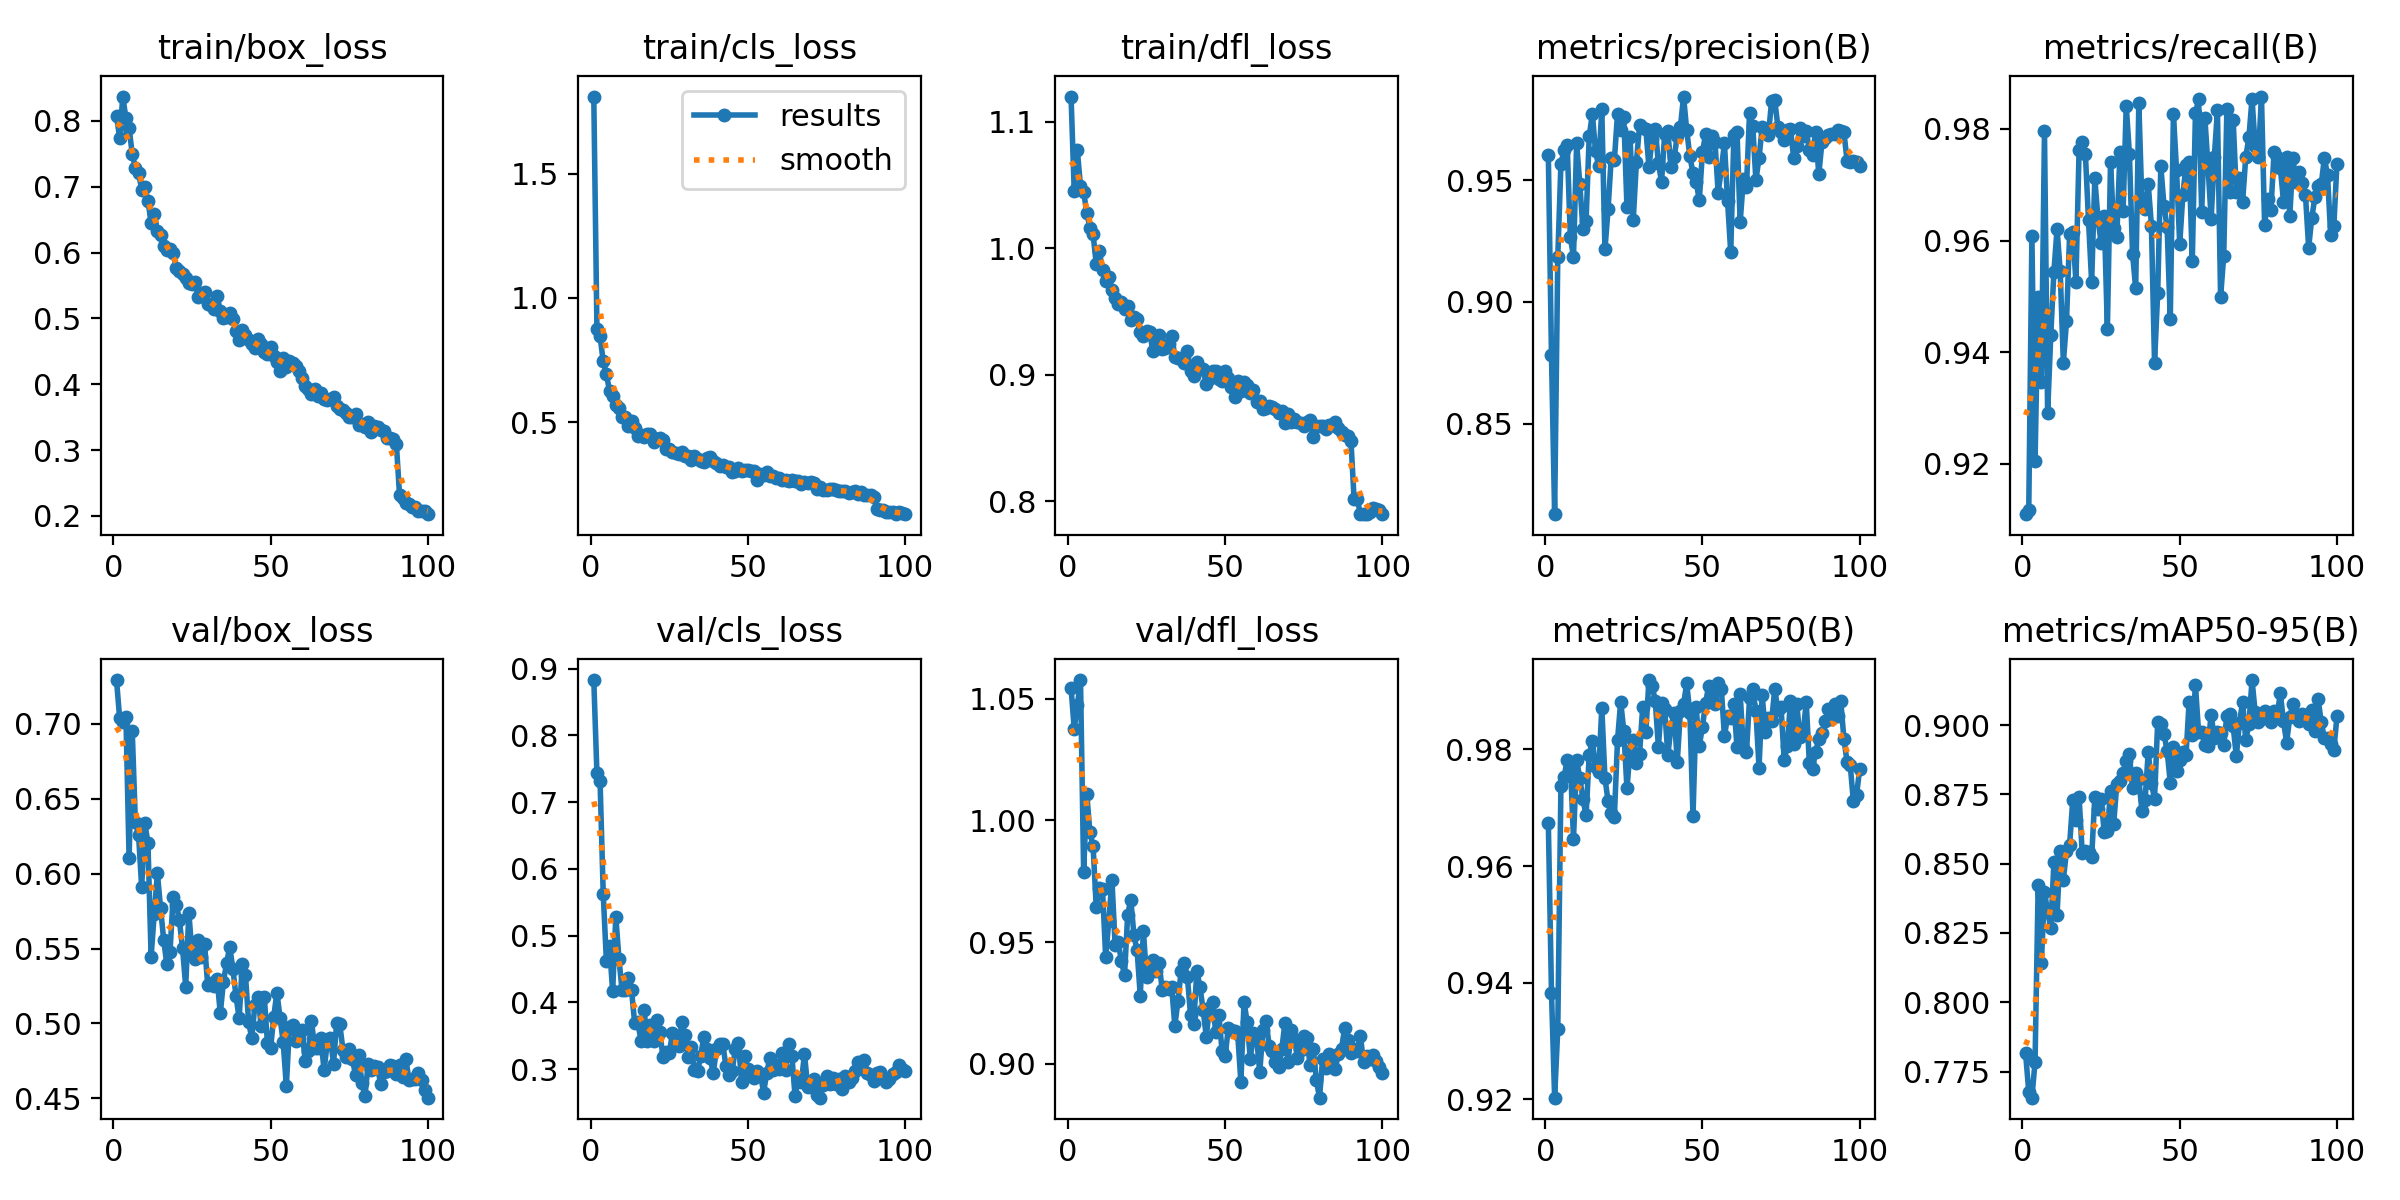 train/box_loss
0.8
0.7
0.6
0.5
0.4
0.3
0.2
0 50 100
train/cls_loss
results
smooth
1.5
1.0
0.5
0 50 100
train/dfl_loss
1.1
1.0
0.9
0.8
0 50 100
metrics/precision(B)
0.95
0.90
0.85
0 50 100
metrics/recall(B)
0.98
0.96
0.94
0.92
0 50 100
val/box_loss
0.70
0.65
0.60
0.55
0.50
0.45
0 50 100
val/cls_loss
0.9
0.8
0.7
0.6
0.5
0.4
0.3
0 50 100
val/dfl_loss
1.05
1.00
0.95
0.90
0 50 100
metrics/mAP50(B)
0.98
0.96
0.94
0.92
0 50 100
metrics/mAP50-95(B)
0.900
0.875
0.850
0.825
0.800
0.775
0 50 100